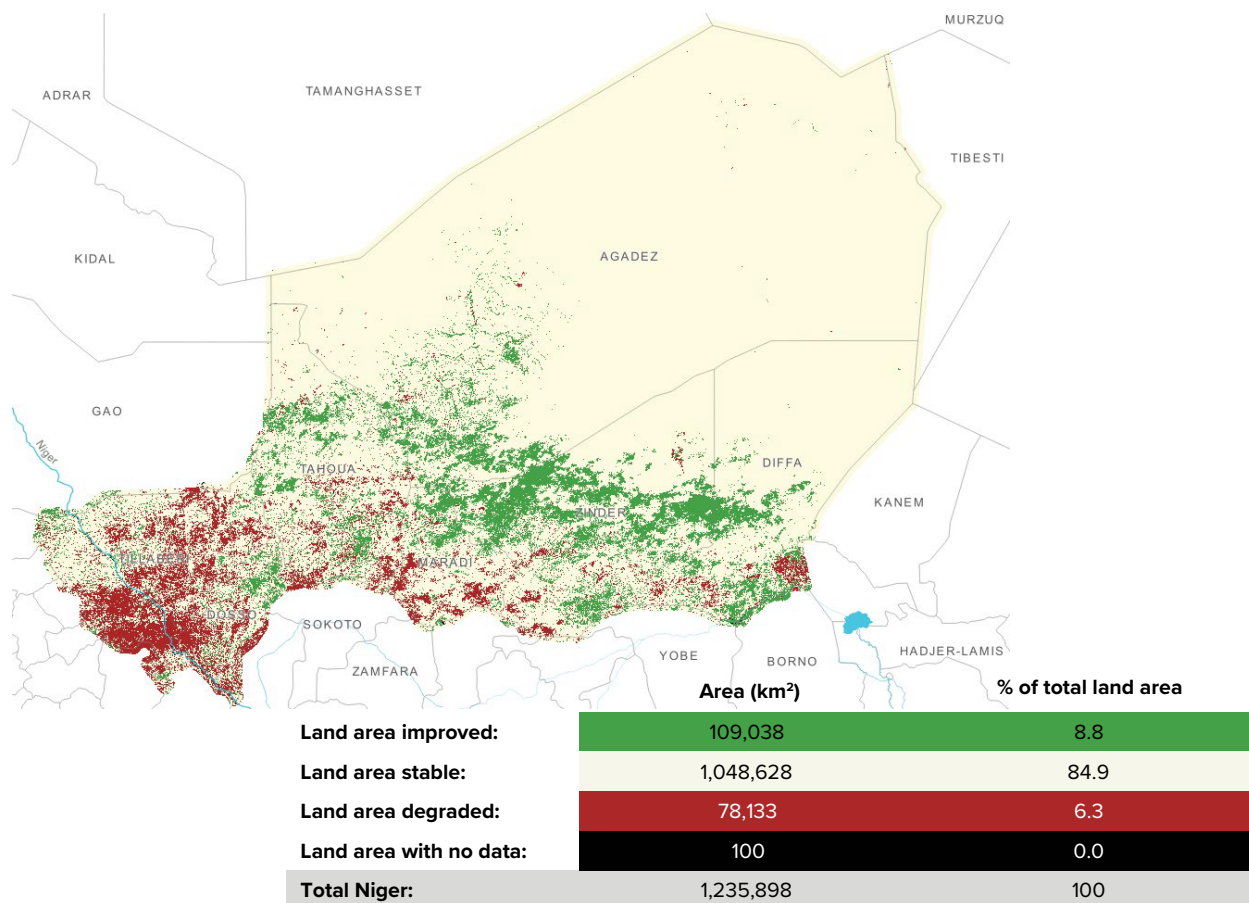 MURZUQ
ADRAR
TAMANGHASSET
TIBESTI
KIDAL
AGADEZ
GAO
Niger
TAHOUA
DIFFA
KANEM
ZINDER
TILLABERI
MARADI
DOSSO
SOKOTO
ZAMFARA
YOBE
BORNO
HADJER-LAMIS
Area (km²) % of total land area
Land area improved: 109,038 8.8
Land area stable: 1,048,628 84.9
Land area degraded: 78,133 6.3
Land area with no data: 100 0.0
Total Niger: 1,235,898 100